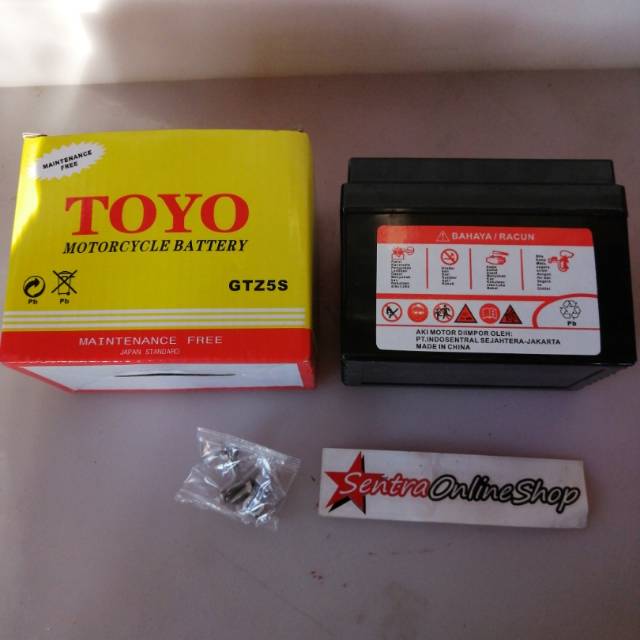 MAINTENANCE
FREE
TOYO
MOTORCYCLE BATTERY
GTZ5S
Pb
Pb
MAINTENANCE FREE
JAPAN STANDARD
BAHAYA / RACUN
AKI MOTOR DIIMPOR OLEH:
PT.INDOSENTRAL SEJAHTERA-JAKARTA
MADE IN CHINA
Pb
SentraOnlineShop